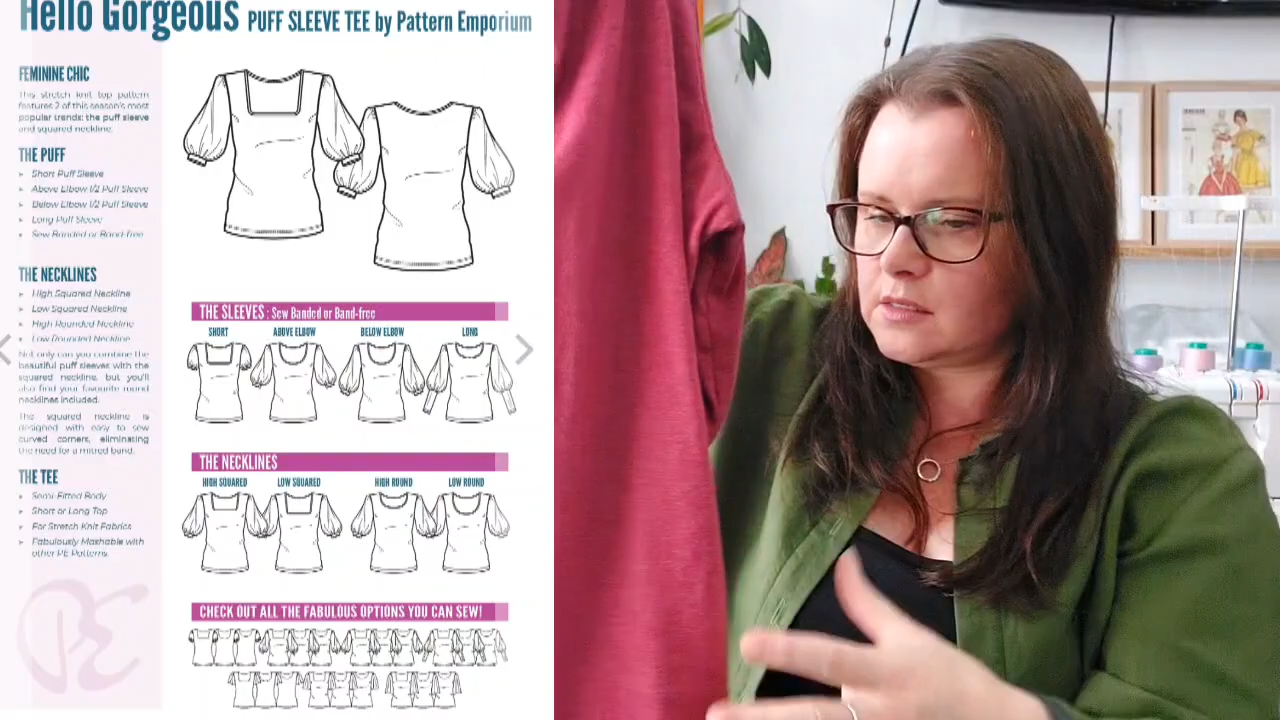 Hello Gorgeous PUFF SLEEVE TEE by Pattern Emporium
FEMININE CHIC
This stretch knit top pattern
features 2 of this season's most
popular trends: the puff sleeve
and squared neckline.
THE PUFF
Short Puff Sleeve
Above Elbow 1/2 Puff Sleeve
Below Elbow 1/2 Puff Sleeve
Long Puff Sleeve
Sew Banded or Band-free
THE NECKLINES
High Squared Neckline
Low Squared Neckline
High Rounded Neckline
Low Rounded Neckline
Not only can you combine the
beautiful puff sleeves with the
squared neckline, but you'll
also find your favourite round
necklines included.
The squared neckline is
designed with easy to sew
curved corners, eliminating
the need for a mitred band.
THE TEE
Semi-Fitted Body
Short or Long Top
For Stretch Knit Fabrics
Fabulously Mashable with
other PE Patterns.
PE
THE SLEEVES : Sew Banded or Band-free
SHORT ABOVE ELBOW BELOW ELBOW LONG
THE NECKLINES
HIGH SQUARED LOW SQUARED HIGH ROUND LOW ROUND
CHECK OUT ALL THE FABULOUS OPTIONS YOU CAN SEW!